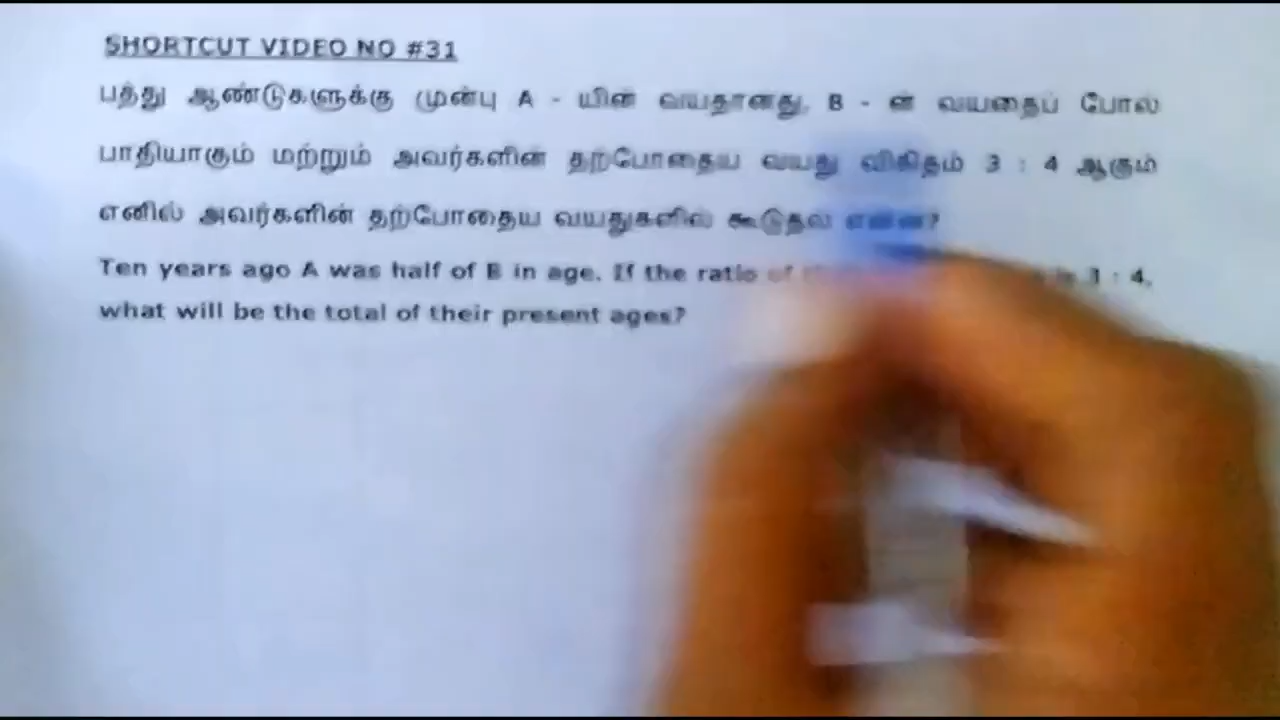 SHORTCUT VIDEO NO #31
பத்து ஆண்டுகளுக்கு முன்பு A - யின் வயதானது, B - ன் வயதைப் போல்
பாதியாகும் மற்றும் அவர்களின் தற்போதைய வயது விகிதம் 3 : 4 ஆகும்
எனில் அவர்களின் தற்போதைய வயதுகளில் கூடுதல் என்ன?
Ten years ago A was half of B in age. If the ratio of 3 : 4,
what will be the total of their present ages?